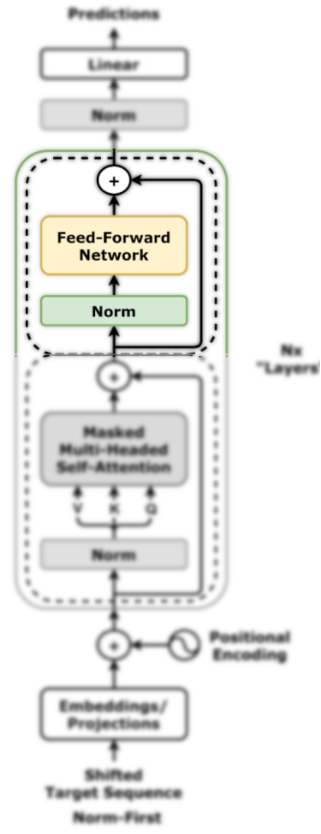 Predictions
Linear
Norm
+
Feed-Forward
Network
Norm
Nx
"Layers"
+
Masked
Multi-Headed
Self-Attention
V K Q
Norm
+
Positional
Encoding
Embeddings/
Projections
Shifted
Target Sequence
Norm-First